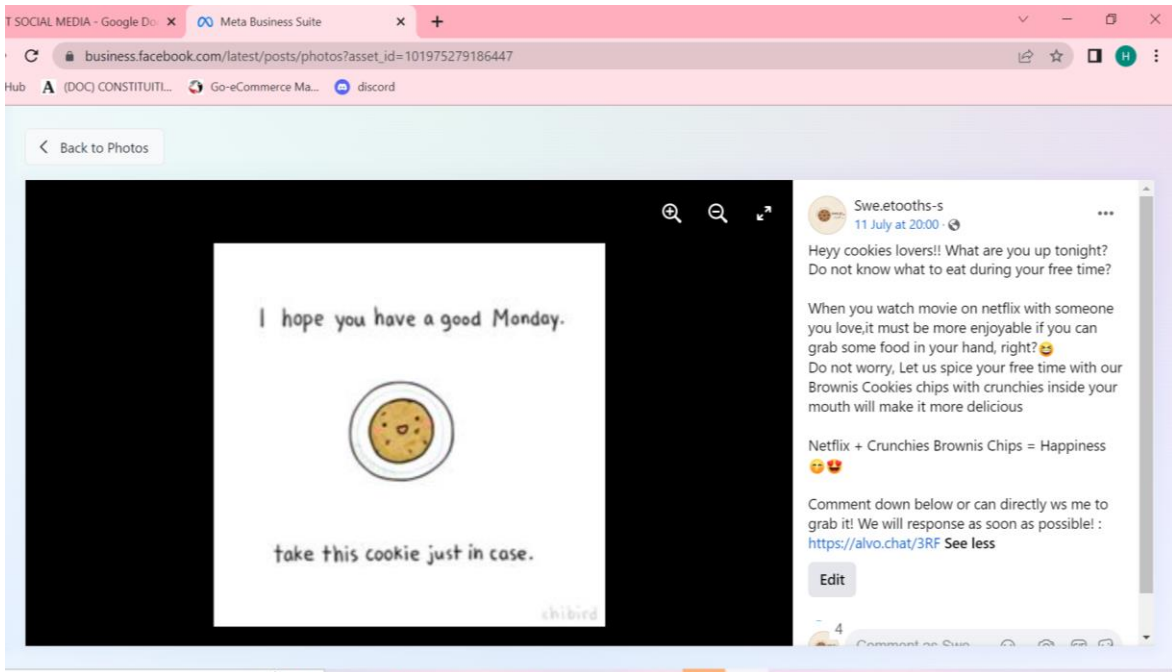 T SOCIAL MEDIA - Google Do
Meta Business Suite
business.facebook.com/latest/posts/photos?asset_id=101975279186447
H
Hub
A (DOC) CONSTITUITI...
Go-eCommerce Ma...
discord
Back to Photos
I hope you have a good Monday.
take this cookie just in case.
chibird
Swe.etooths-s
11 July at 20:00 ·
Heyy cookies lovers!! What are you up tonight?
Do not know what to eat during your free time?
When you watch movie on netflix with someone
you love,it must be more enjoyable if you can
grab some food in your hand, right?😆
Do not worry, Let us spice your free time with our
Brownis Cookies chips with crunchies inside your
mouth will make it more delicious
Netflix + Crunchies Brownis Chips = Happiness
😋😍
Comment down below or can directly ws me to
grab it! We will response as soon as possible! :
https://alvo.chat/3RF See less
Edit
4
Comment as Swe